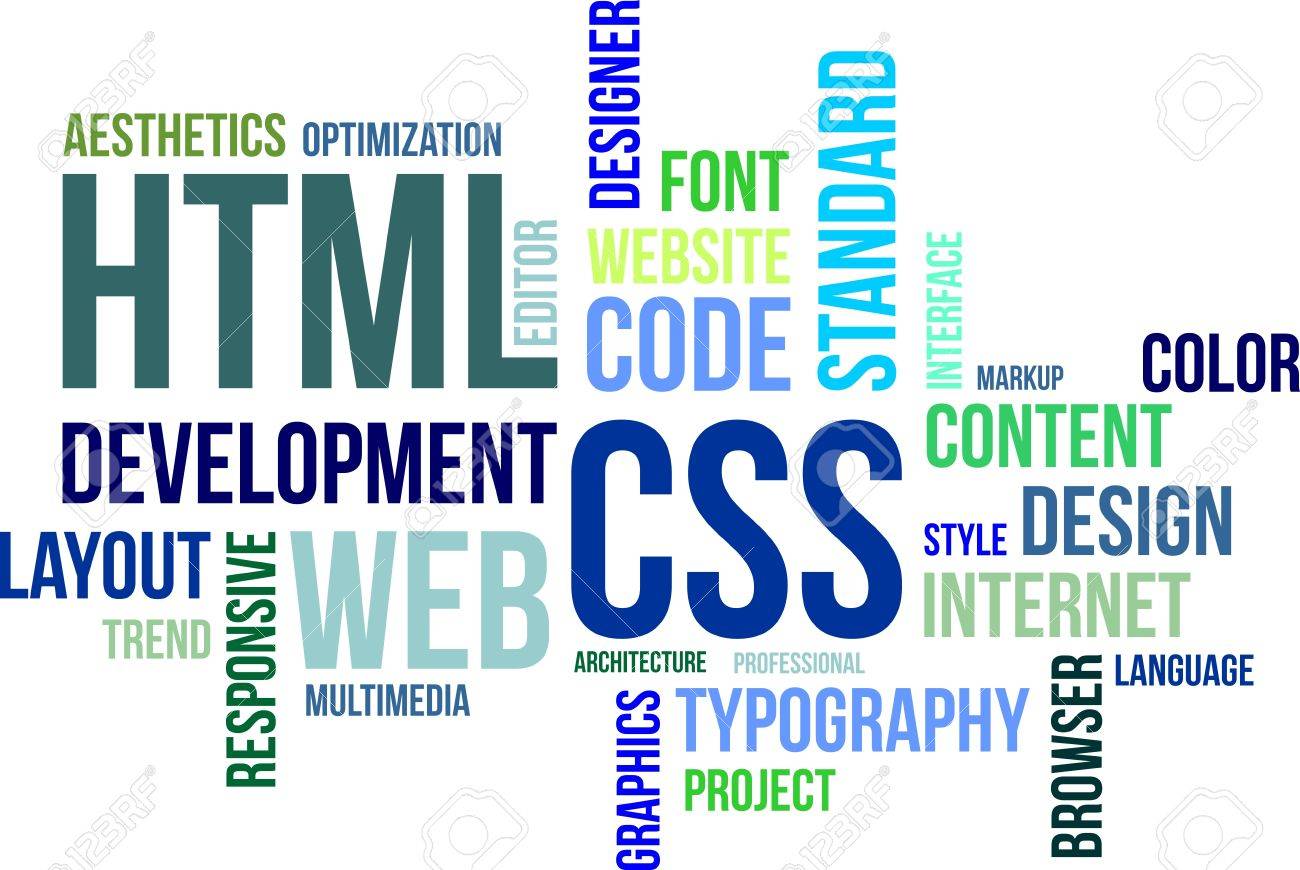 DESIGNER
STANDARD
AESTHETICS
OPTIMIZATION
FONT
HTML
EDITOR
WEBSITE
INTERFACE
CODE
MARKUP
COLOR
DEVELOPMENT
CSS
CONTENT
DESIGN
LAYOUT
RESPONSIVE
WEB
STYLE
INTERNET
TREND
ARCHITECTURE
PROFESSIONAL
LANGUAGE
BROWSER
MULTIMEDIA
GRAPHICS
TYPOGRAPHY
PROJECT
123RF